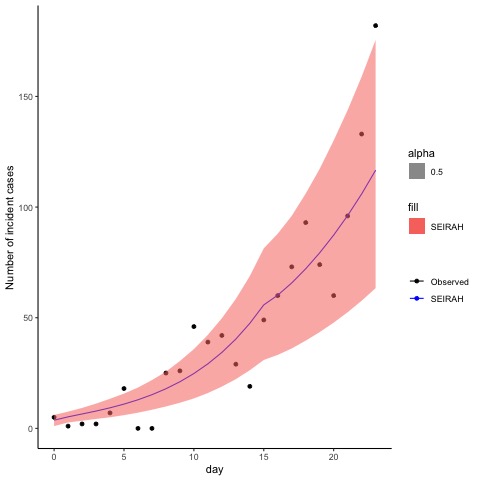 Number of incident cases
150
100
50
0
0
5
10
15
20
day
alpha
0.5
fill
SEIRAH
Observed
SEIRAH